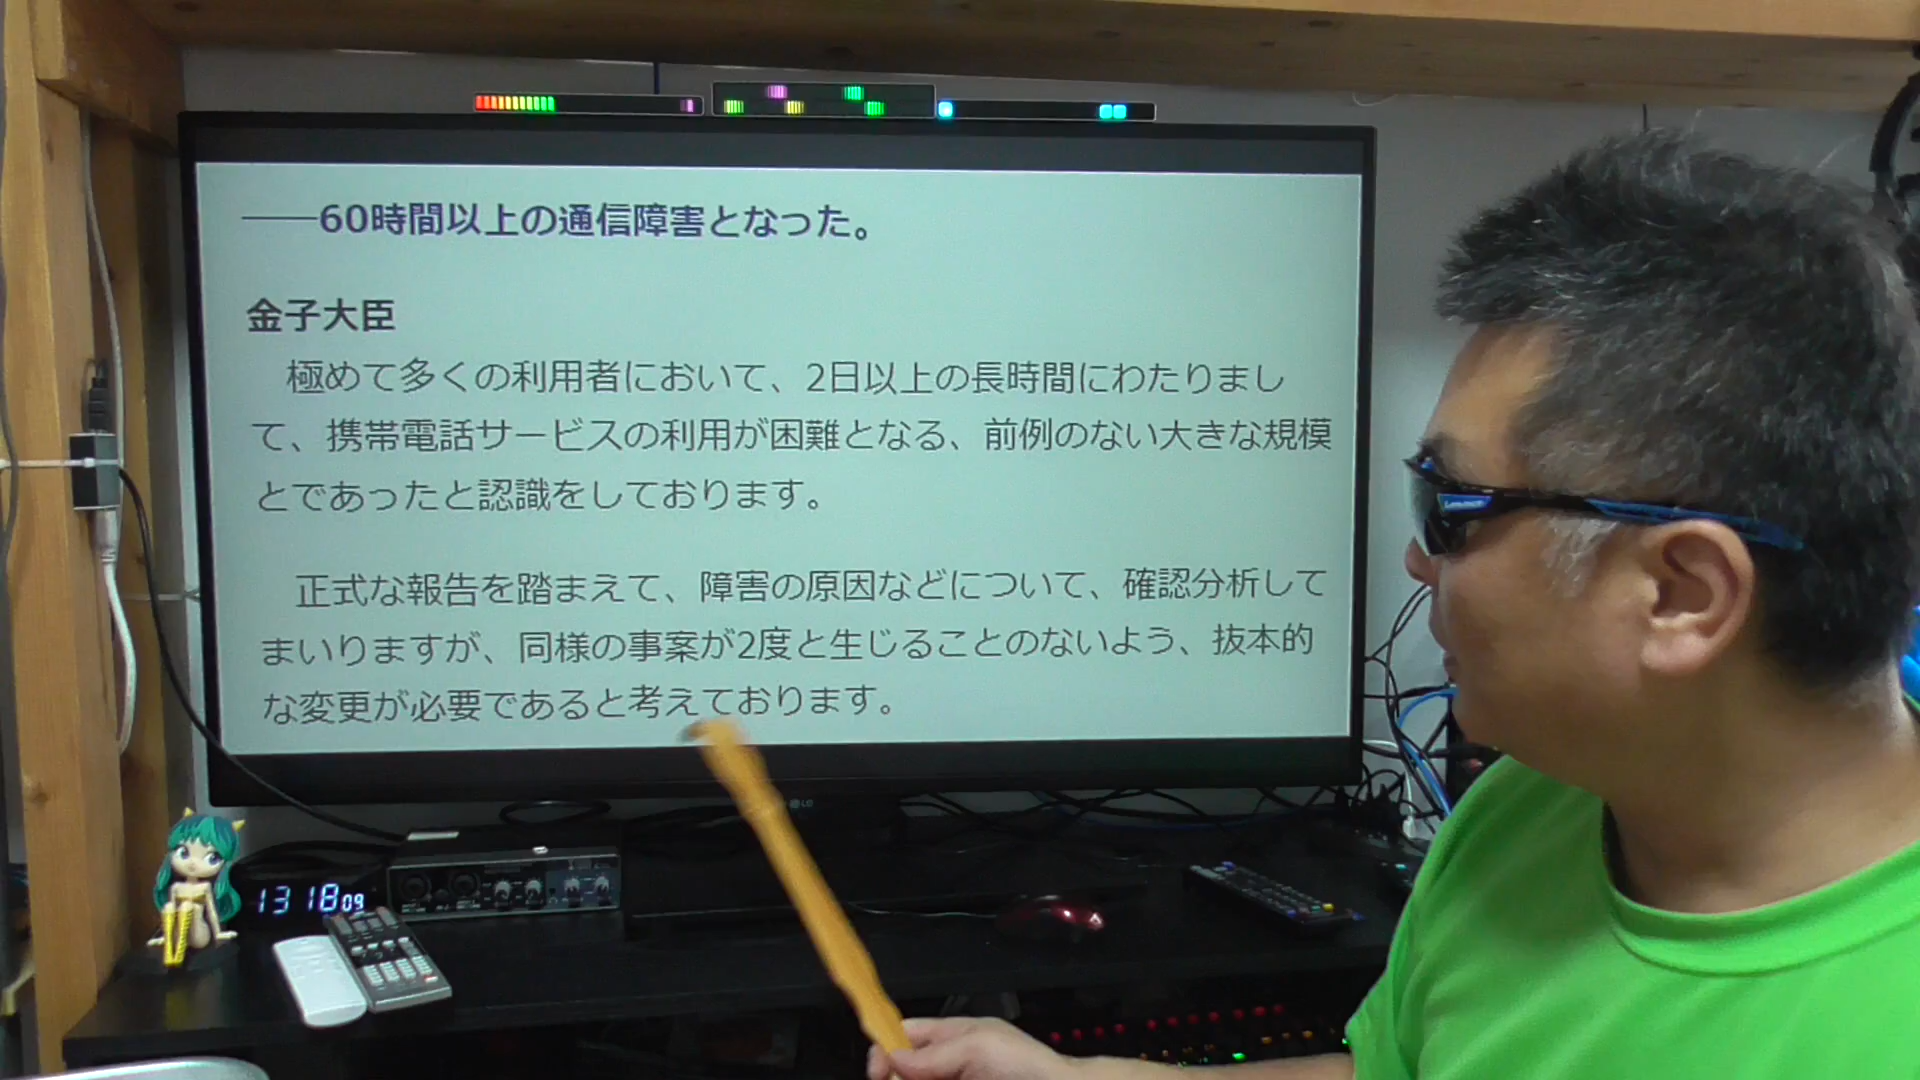 ――60時間以上の通信障害となった。
金子大臣
極めて多くの利用者において、2日以上の長時間にわたりまし
て、携帯電話サービスの利用が困難となる、前例のない大きな規模
とであったと認識をしております。
正式な報告を踏まえて、障害の原因などについて、確認分析して
まいりますが、同様の事案が2度と生じることのないよう、抜本的
な変更が必要であると考えております。
LG
13 18 09